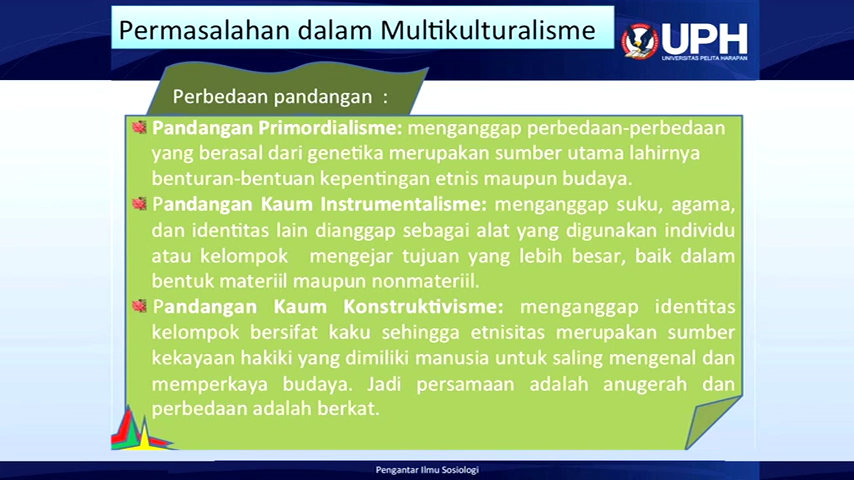 Permasalahan dalam Multikulturalisme
UPH
UNIVERSITAS PELITA HARAPAN
Perbedaan pandangan :
Pandangan Primordialisme: menganggap perbedaan-perbedaan
yang berasal dari genetika merupakan sumber utama lahirnya
benturan-bentuan kepentingan etnis maupun budaya.
Pandangan Kaum Instrumentalisme: menganggap suku, agama,
dan identitas lain dianggap sebagai alat yang digunakan individu
atau kelompok mengejar tujuan yang lebih besar, baik dalam
bentuk materiil maupun nonmateriil.
Pandangan Kaum Konstruktivisme: menganggap identitas
kelompok bersifat kaku sehingga etnisitas merupakan sumber
kekayaan hakiki yang dimiliki manusia untuk saling mengenal dan
memperkaya budaya. Jadi persamaan adalah anugerah dan
perbedaan adalah berkat.
Pengantar Ilmu Sosiologi